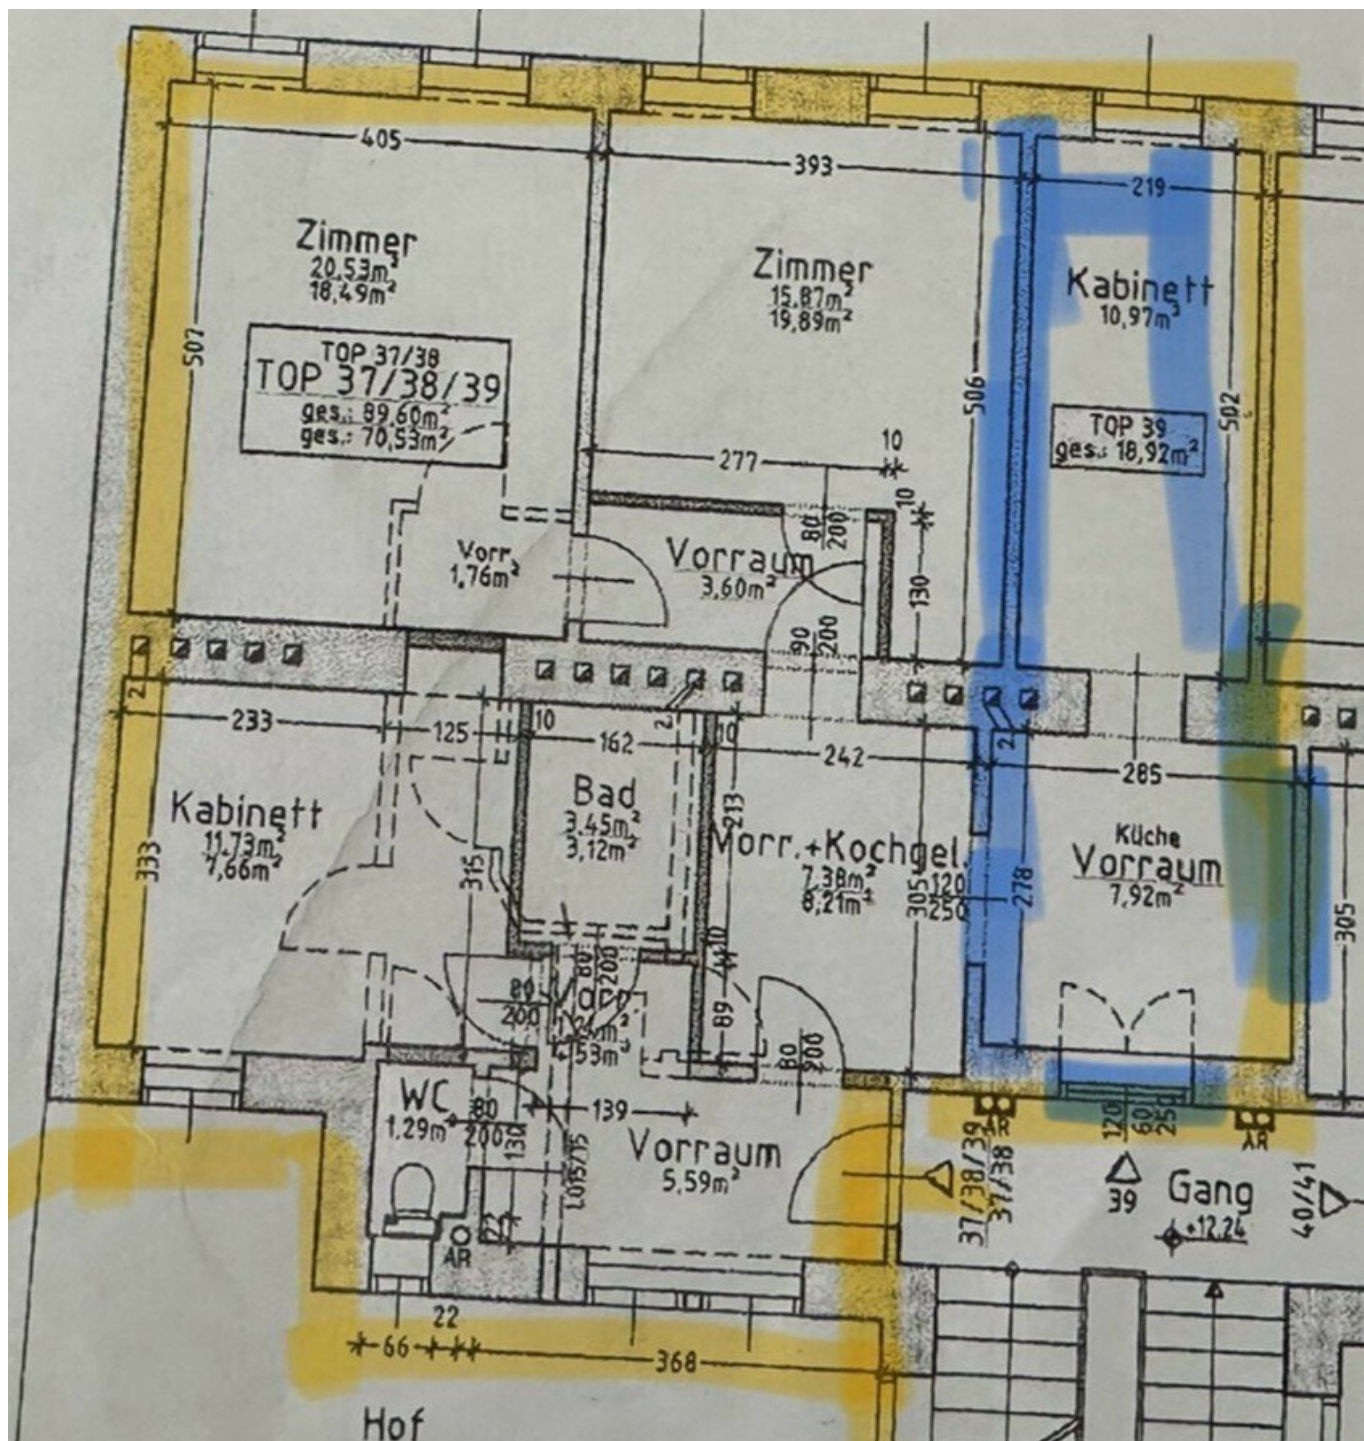 405
393
219
Zimmer
20.53m²
18,49m²
Zimmer
15.87m²
19,89m²
Kabinett
10,97m²
507
506
502
TOP 37/38
TOP 37/38/39
ges.: 89.60m²
ges.: 70,53m²
TOP 39
ges.: 18,92m²
277
10
10
80
200
Vorr.
1,76m²
Vorraum
3,60m²
130
90
200
2
233
125
10
162
2
10
242
2
285
Kabinett
11.73m²
7,66m²
333
315
Bad
3.45m²
3,12m²
213
Vorr.+Kochgel.
7.38m²
8,21m²
305
120
250
278
Küche
Vorraum
7,92m²
305
80
200
80
200
10
89
80
200
53m²
WC
1,29m²
80
200
130
139
Vorraum
5,59m²
22
AR
37/38/39
37/38
AR
120
60
250
AR
39
Gang
+12.24
40/41
22
66
368
Hof